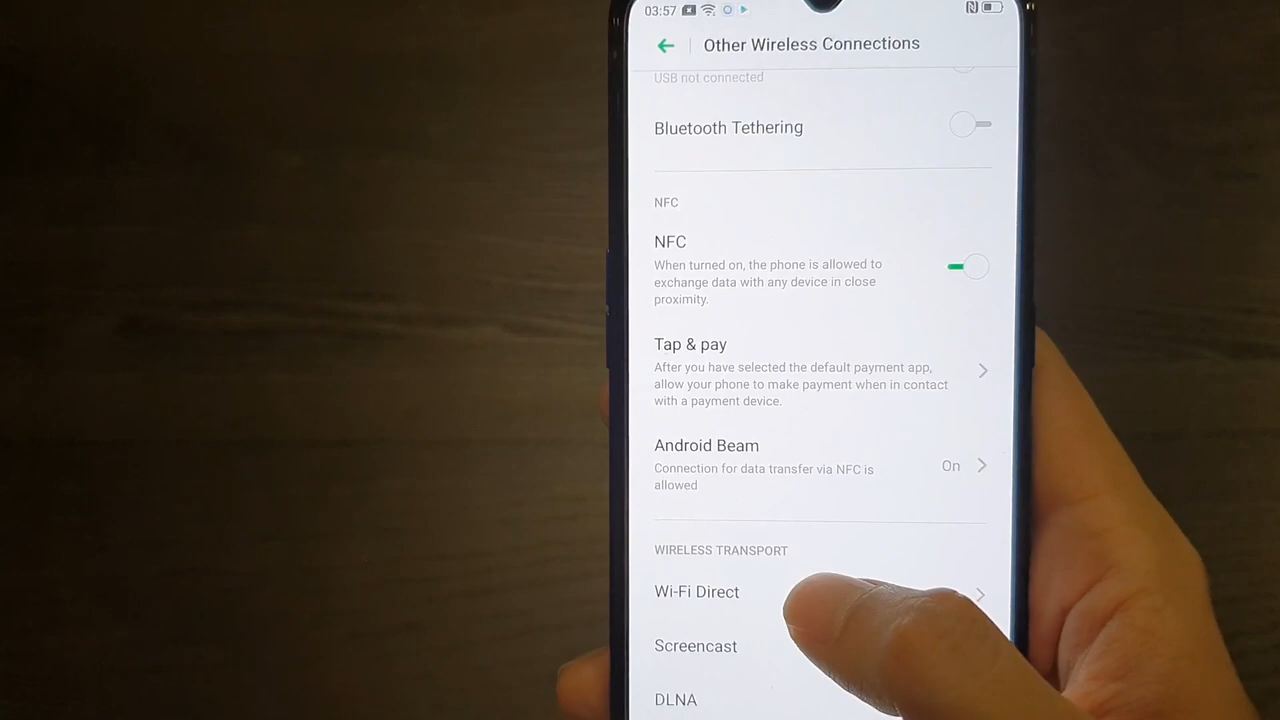 03:57
Other Wireless Connections
USB not connected
Bluetooth Tethering
NFC
NFC
When turned on, the phone is allowed to
exchange data with any device in close
proximity.
Tap & pay
After you have selected the default payment app,
allow your phone to make payment when in contact
with a payment device.
Android Beam
Connection for data transfer via NFC is
allowed
On
WIRELESS TRANSPORT
Wi-Fi Direct
Screencast
DLNA